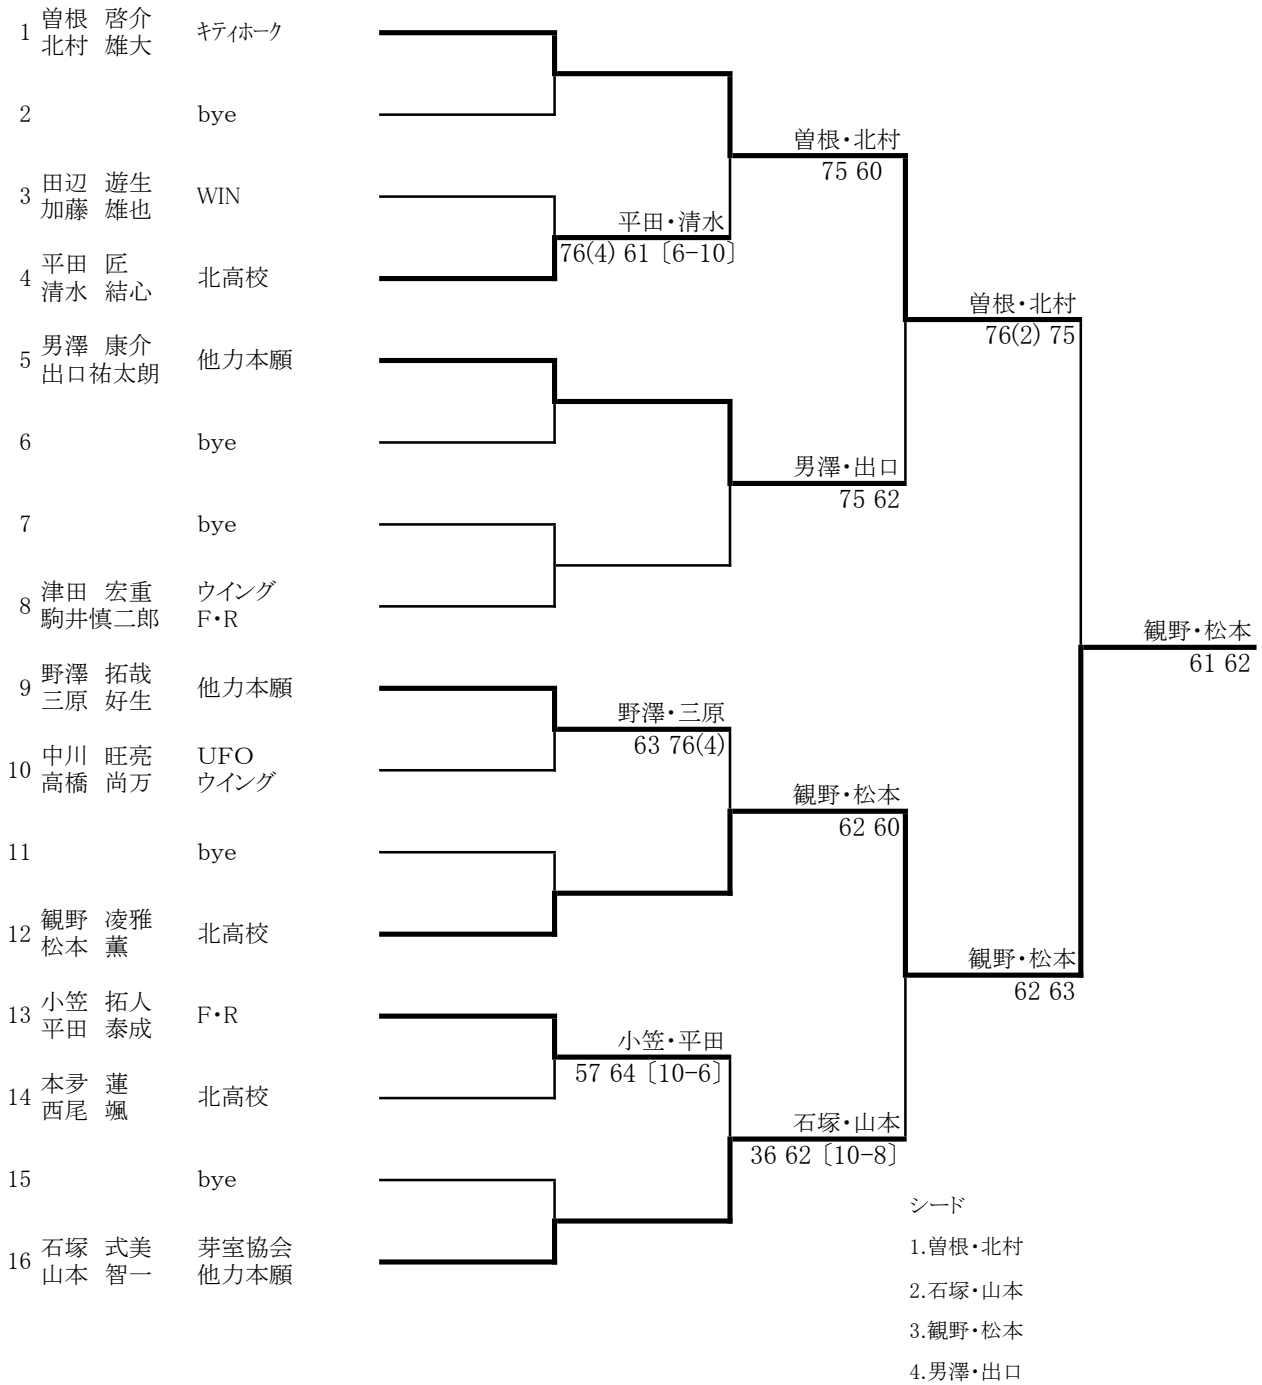 1 曽根 啓介 キティホーク
北村 雄大
2 bye
曽根・北村
75 60
3 田辺 遊生 WIN
加藤 雄也
平田・清水
76(4) 61〔6-10〕
4 平田 匠 北高校
清水 結心
曽根・北村
76(2) 75
5 男澤 康介 他力本願
出口祐太朗
6 bye
男澤・出口
75 62
7 bye
8 津田 宏重 ウイング
駒井慎二郎 F・R
観野・松本
61 62
9 野澤 拓哉 他力本願
三原 好生
野澤・三原
63 76(4)
10 中川 旺亮 UFO
高橋 尚万 ウイング
観野・松本
62 60
11 bye
12 観野 凌雅 北高校
松本 薫
観野・松本
62 63
13 小笠 拓人 F・R
平田 泰成
小笠・平田
57 64〔10-6〕
14 本夛 蓮 北高校
西尾 颯
石塚・山本
36 62〔10-8〕
15 bye
16 石塚 式美 芽室協会
山本 智一 他力本願
シード
1.曽根・北村
2.石塚・山本
3.観野・松本
4.男澤・出口